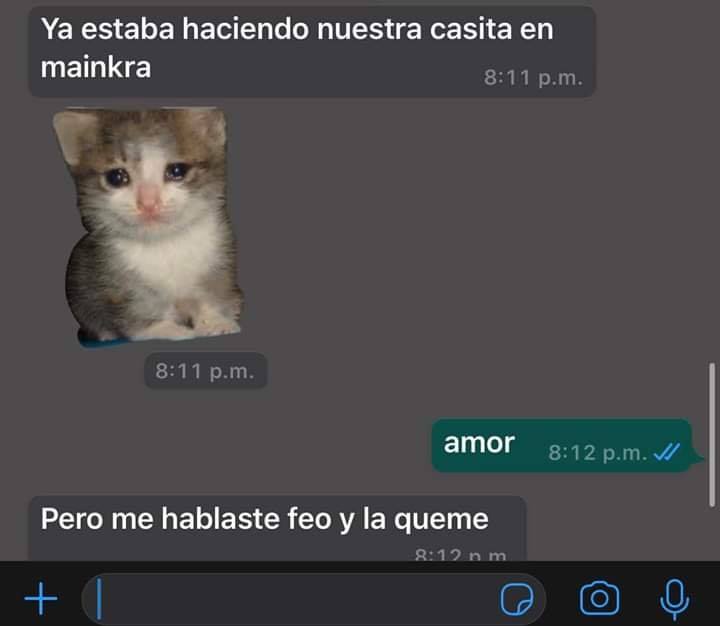 Ya estaba haciendo nuestra casita en
mainkra
8:11 p.m.
8:11 p.m.
amor
8:12 p.m.
Pero me hablaste feo y la queme
8:12 p.m.